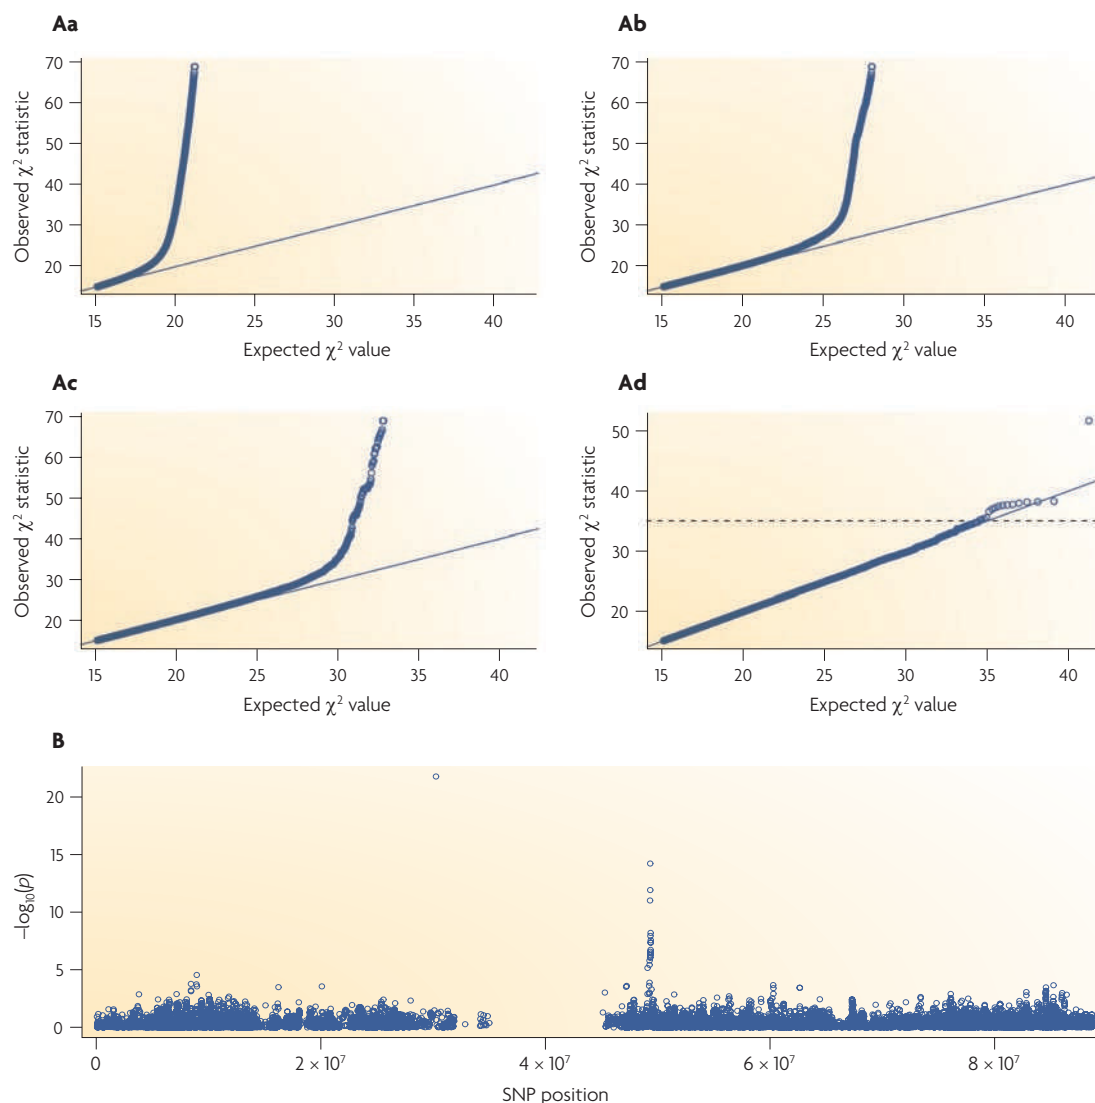 Aa
Ab
70
60
50
40
30
20
Observed χ² statistic
15 20 25 30 35 40
Expected χ² value
70
60
50
40
30
20
Observed χ² statistic
15 20 25 30 35 40
Expected χ² value
Ac
Ad
70
60
50
40
30
20
Observed χ² statistic
15 20 25 30 35 40
Expected χ² value
50
40
30
20
Observed χ² statistic
15 20 25 30 35 40
Expected χ² value
B
20
15
10
5
0
–log₁₀(p)
0 2 × 10⁷ 4 × 10⁷ 6 × 10⁷ 8 × 10⁷
SNP position